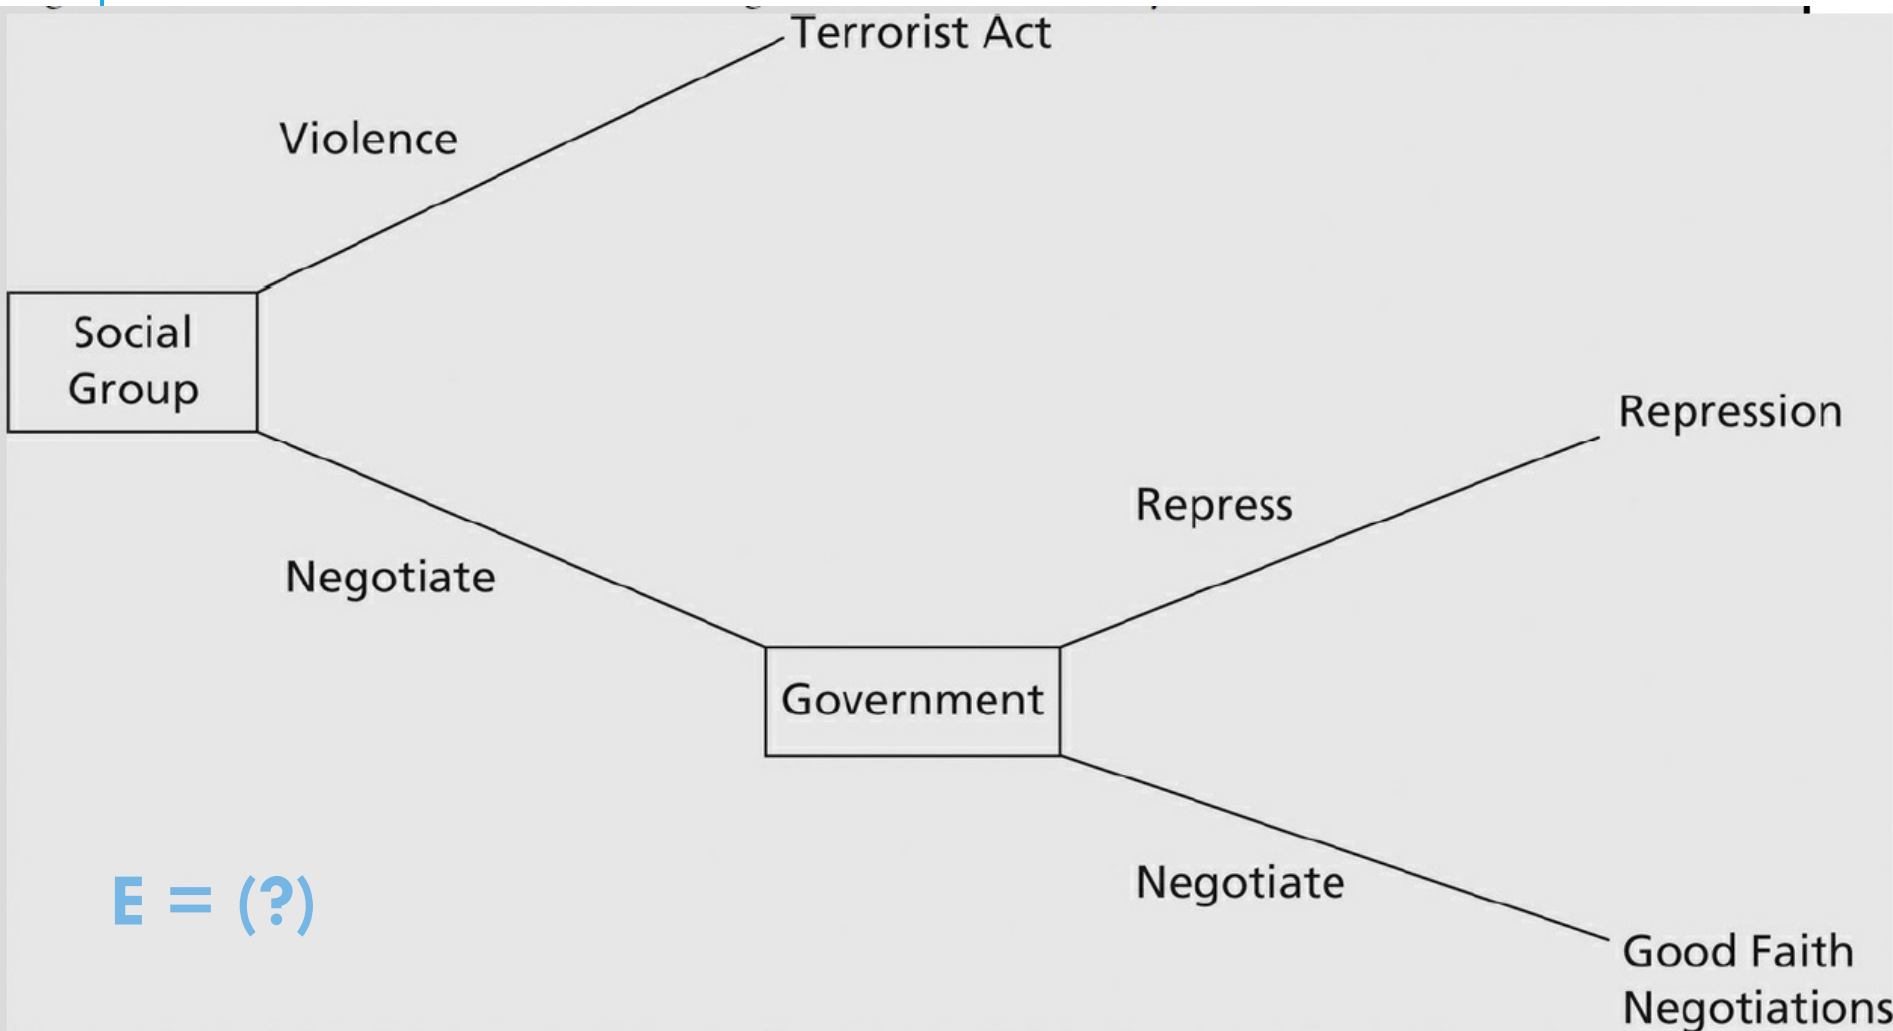 Terrorist Act
Violence
Social
Group
Repression
Repress
Negotiate
Government
Negotiate
E = (?)
Good Faith
Negotiations